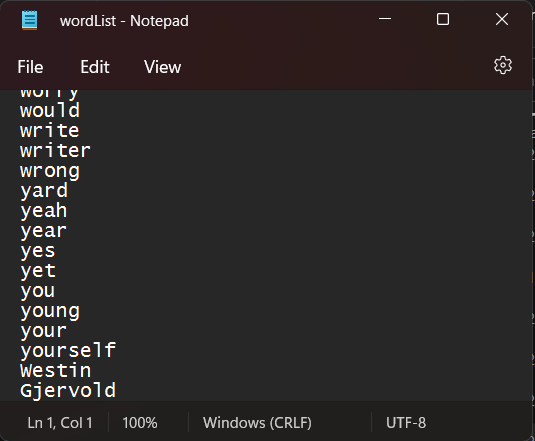 wordList - Notepad
File Edit View
worry
would
write
writer
wrong
yard
yeah
year
yes
yet
you
young
your
yourself
Westin
Gjervold
Ln 1, Col 1 100% Windows (CRLF) UTF-8